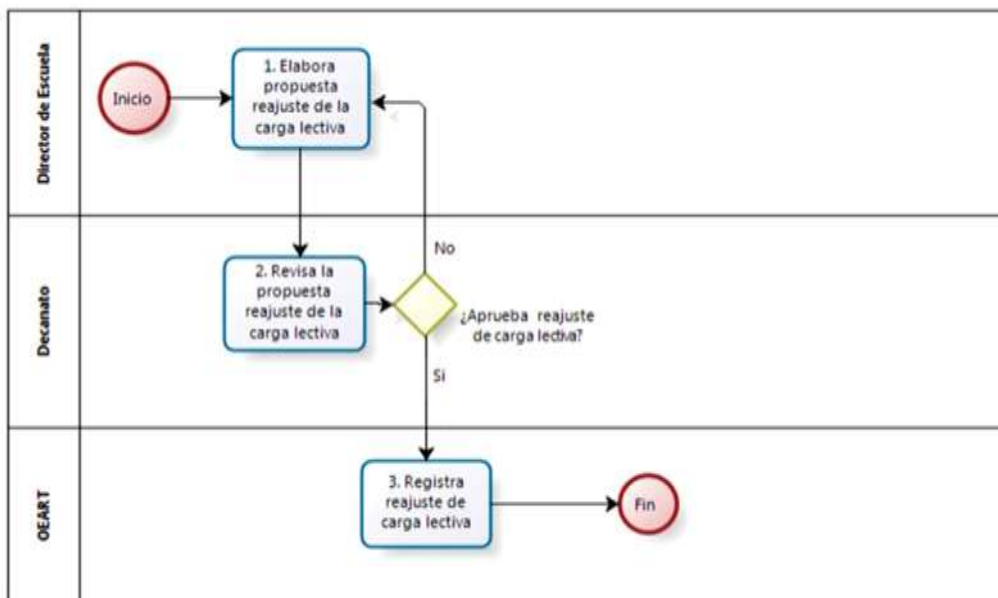 Director de Escuela
Inicio
1. Elabora
propuesta
reajuste de la
carga lectiva
Decanato
2. Revisa la
propuesta
reajuste de la
carga lectiva
No
¿Aprueba reajuste
de carga lectiva?
Si
OEART
3. Registra
reajuste de
carga lectiva
Fin